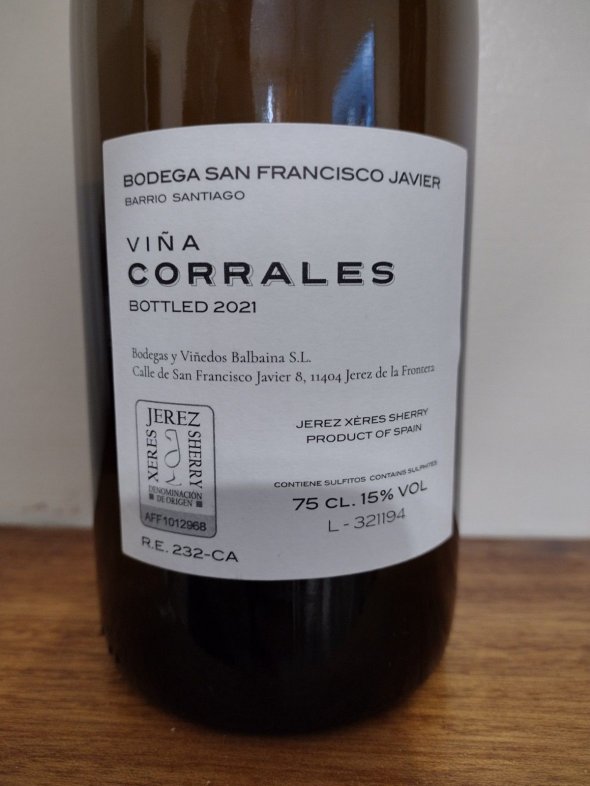 BODEGA SAN FRANCISCO JAVIER
BARRIO SANTIAGO
VIÑA
CORRALES
BOTTLED 2021
Bodegas y Viñedos Balbaina S.L.
Calle de San Francisco Javier 8, 11404 Jerez de la Frontera
JEREZ
XERES
SHERRY
DENOMINACIÓN
DE ORIGEN
AFF1012968
R.E. 232-CA
JEREZ XÈRES SHERRY
PRODUCT OF SPAIN
CONTIENE SULFITOS CONTAINS SULPHITES
75 CL. 15% VOL
L - 321194